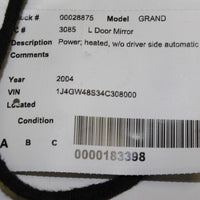 ck # 00028875 Model GRAND
C # 3085 L Door Mirror
Description Power; heated, w/o driver side automatic
Comments
Year 2004
VIN 1J4GW48S34C308000
Located
Condition
A B C
0000183398